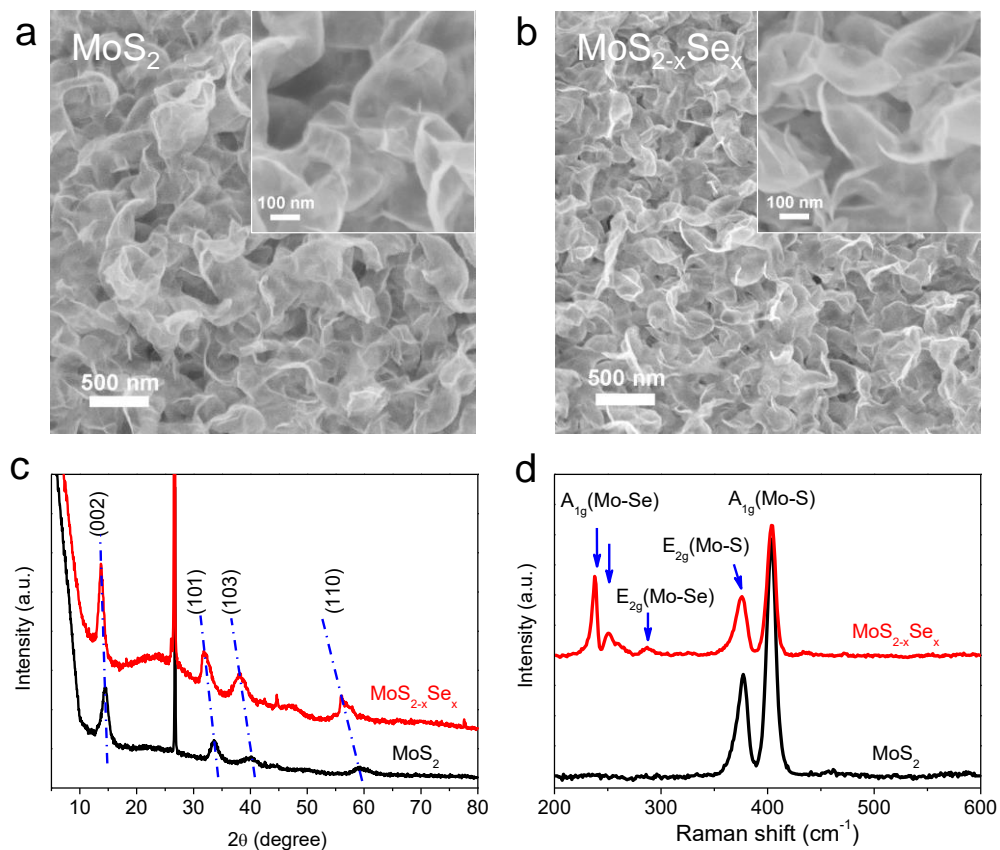 a
MoS2
100 nm
500 nm
b
MoS2-xSex
100 nm
500 nm
c
Intensity (a.u.)
(002)
(101)
(103)
(110)
MoS2-xSex
MoS2
10 20 30 40 50 60 70 80
2θ (degree)
d
Intensity (a.u.)
A1g(Mo-Se)
A1g(Mo-S)
E2g(Mo-S)
E2g(Mo-Se)
MoS2-xSex
MoS2
200 300 400 500 600
Raman shift (cm-1)